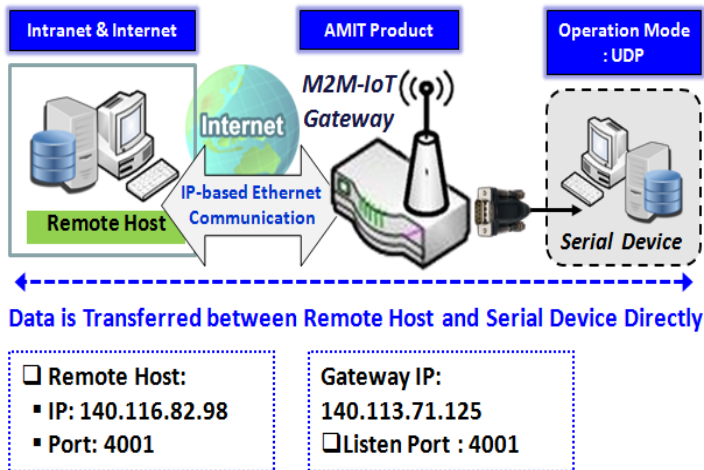 Intranet & Internet
AMIT Product
Operation Mode
: UDP
M2M-IoT
Gateway
Internet
IP-based Ethernet
Communication
Remote Host
Serial Device
Data is Transferred between Remote Host and Serial Device Directly
❑ Remote Host:
▪ IP: 140.116.82.98
▪ Port: 4001
Gateway IP:
140.113.71.125
❑Listen Port : 4001